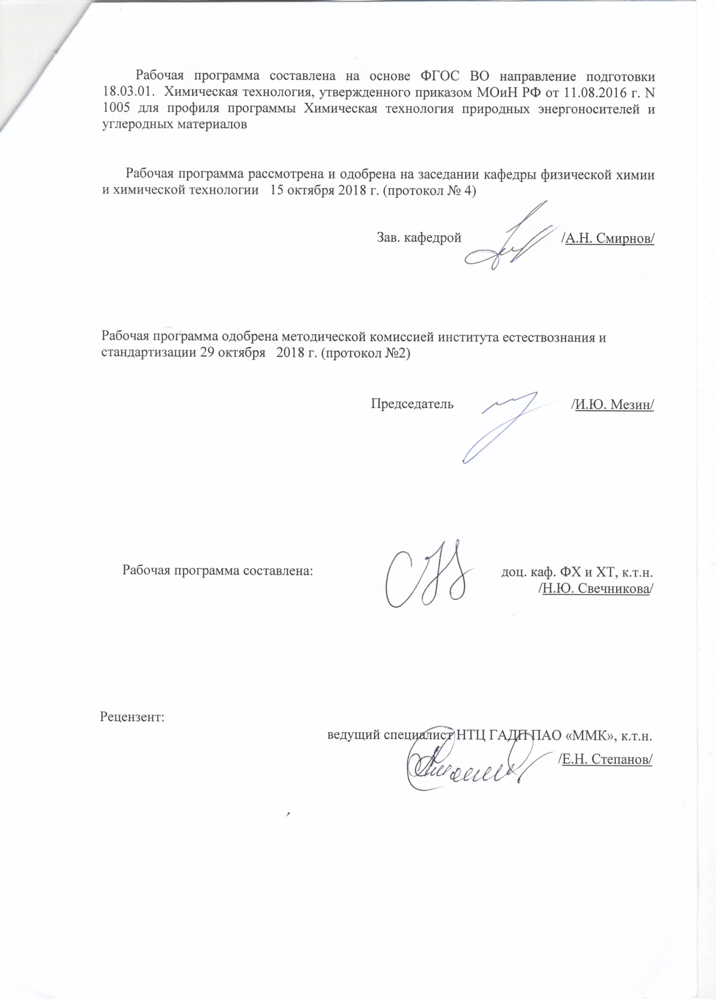 Рабочая программа составлена на основе ФГОС ВО направление подготовки
18.03.01. Химическая технология, утвержденного приказом МОиН РФ от 11.08.2016 г. N
1005 для профиля программы Химическая технология природных энергоносителей и
углеродных материалов
Рабочая программа рассмотрена и одобрена на заседании кафедры физической химии
и химической технологии 15 октября 2018 г. (протокол № 4)
Зав. кафедрой /А.Н. Смирнов/
Рабочая программа одобрена методической комиссией института естествознания и
стандартизации 29 октября 2018 г. (протокол №2)
Председатель /И.Ю. Мезин/
Рабочая программа составлена: доц. каф. ФХ и ХТ, к.т.н.
/Н.Ю. Свечникова/
Рецензент:
ведущий специалист НТЦ ГАДП ПАО «ММК», к.т.н.
/Е.Н. Степанов/